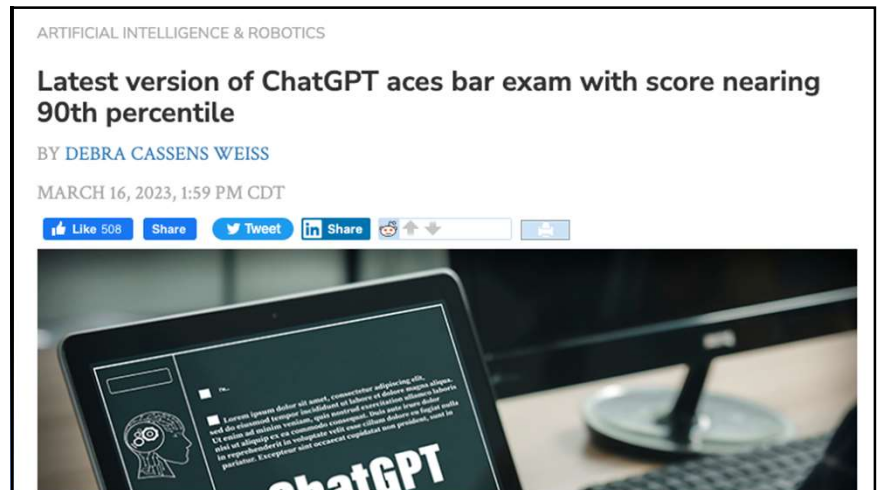 ARTIFICIAL INTELLIGENCE & ROBOTICS
Latest version of ChatGPT aces bar exam with score nearing
90th percentile
BY DEBRA CASSENS WEISS
MARCH 16, 2023, 1:59 PM CDT
Like 508 Share Tweet in Share
Lorem ipsum dolor sit amet, consectetur adipiscing elit,
sed do eiusmod tempor incididunt ut labore et dolore magna aliqua.
Ut enim ad minim veniam, quis nostrud exercitation ullamco laboris
nisi ut aliquip ex ea commodo consequat. Duis aute irure dolor
in reprehenderit in voluptate velit esse cillum dolore eu fugiat nulla
pariatur. Excepteur sint occaecat cupidatat non proident, sunt in
ChatGPT